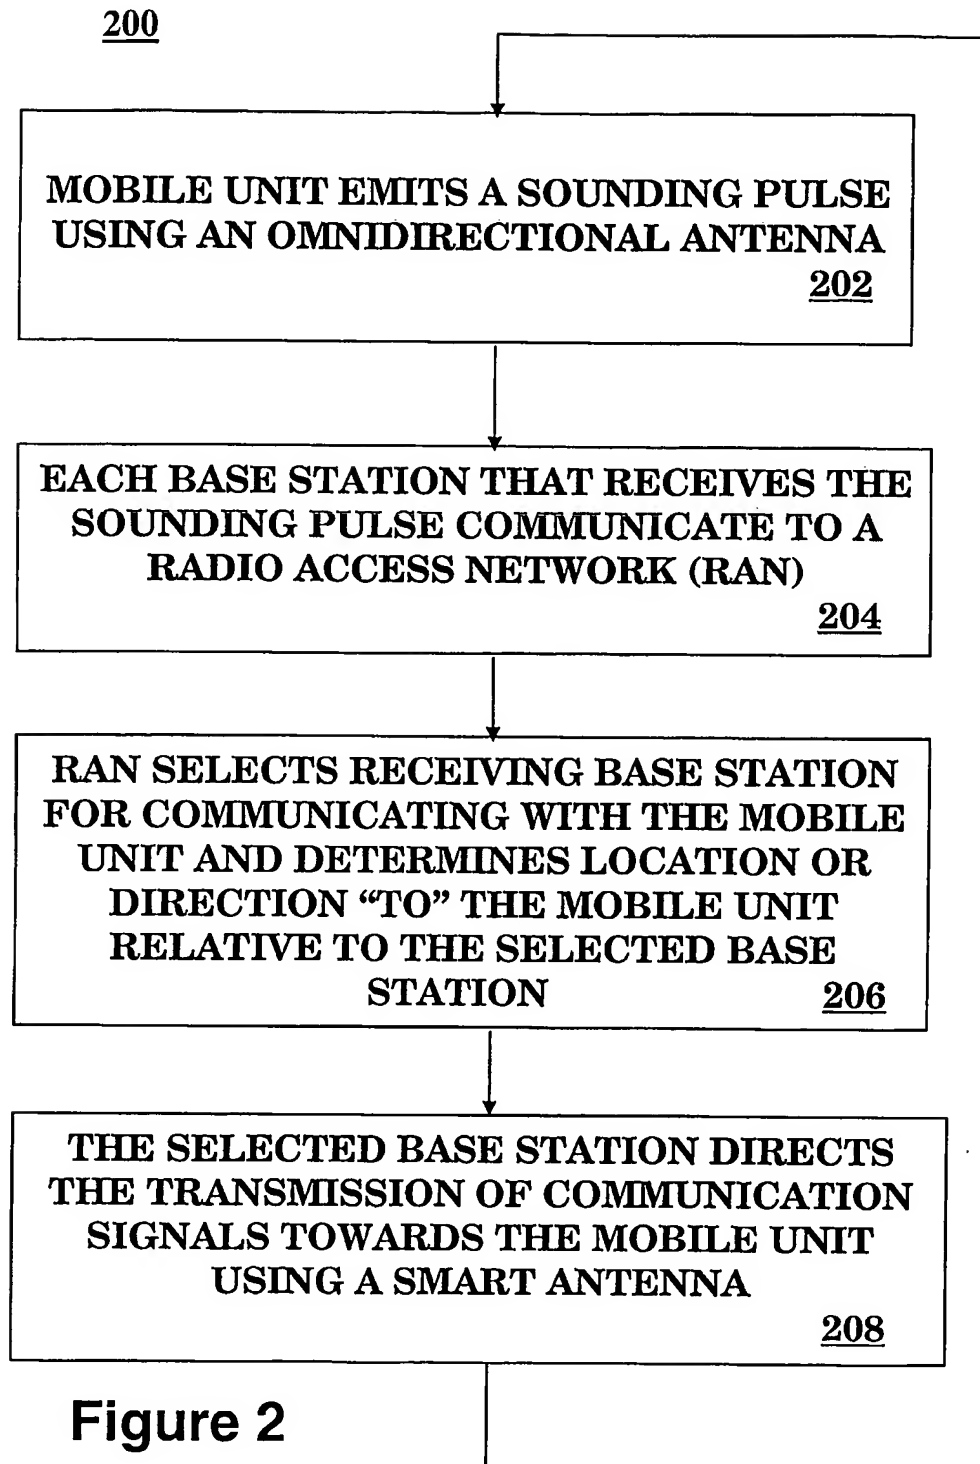 200
MOBILE UNIT EMITS A SOUNDING PULSE
USING AN OMNIDIRECTIONAL ANTENNA
202
EACH BASE STATION THAT RECEIVES THE
SOUNDING PULSE COMMUNICATE TO A
RADIO ACCESS NETWORK (RAN)
204
RAN SELECTS RECEIVING BASE STATION
FOR COMMUNICATING WITH THE MOBILE
UNIT AND DETERMINES LOCATION OR
DIRECTION “TO” THE MOBILE UNIT
RELATIVE TO THE SELECTED BASE
STATION 206
THE SELECTED BASE STATION DIRECTS
THE TRANSMISSION OF COMMUNICATION
SIGNALS TOWARDS THE MOBILE UNIT
USING A SMART ANTENNA
208
Figure 2